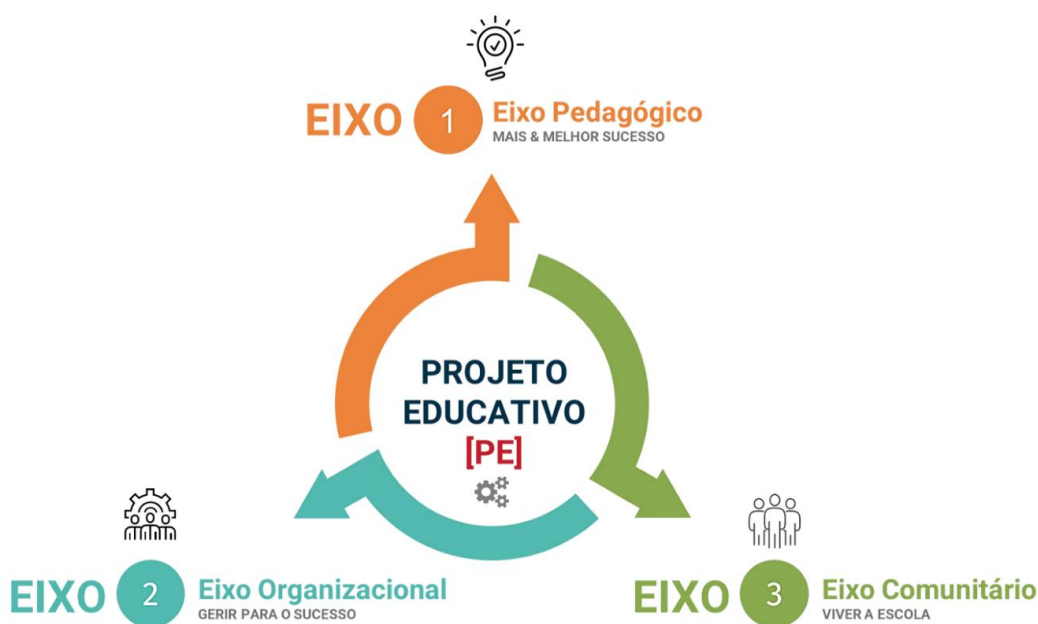 EIXO 1 Eixo Pedagógico
MAIS & MELHOR SUCESSO
PROJETO
EDUCATIVO
[PE]
EIXO 2 Eixo Organizacional
GERIR PARA O SUCESSO
EIXO 3 Eixo Comunitário
VIVER A ESCOLA